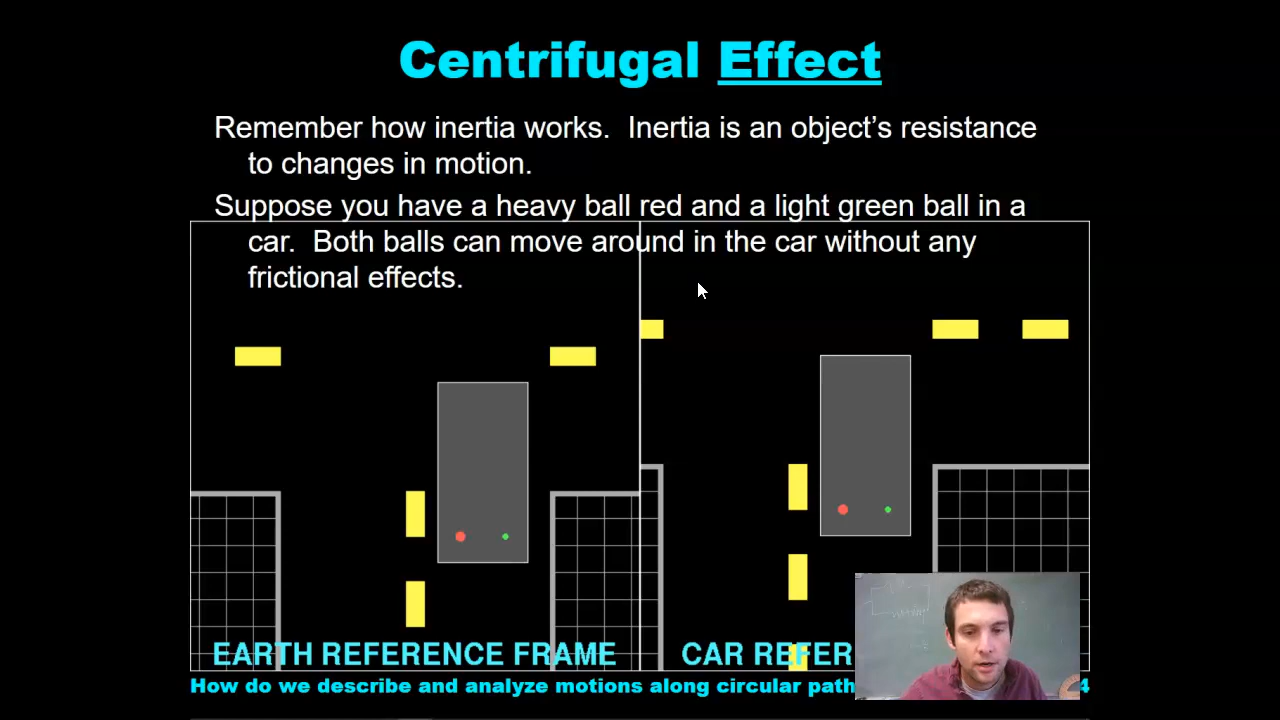 Centrifugal Effect
Remember how inertia works. Inertia is an object’s resistance
to changes in motion.
Suppose you have a heavy ball red and a light green ball in a
car. Both balls can move around in the car without any
frictional effects.
EARTH REFERENCE FRAME
CAR
How do we describe and analyze motions along circular
4